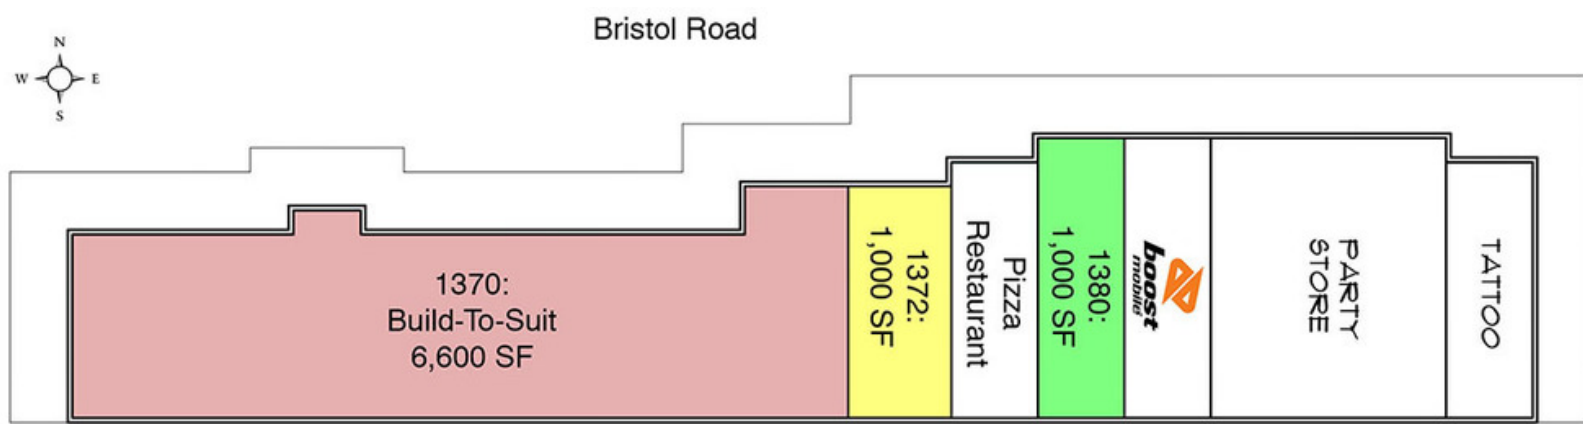 Bristol Road
N
W
E
S
1370:
Build-To-Suit
6,600 SF
1372:
1,000 SF
Pizza
Restaurant
1380:
1,000 SF
boost
mobile
PARTY
STORE
TATTOO